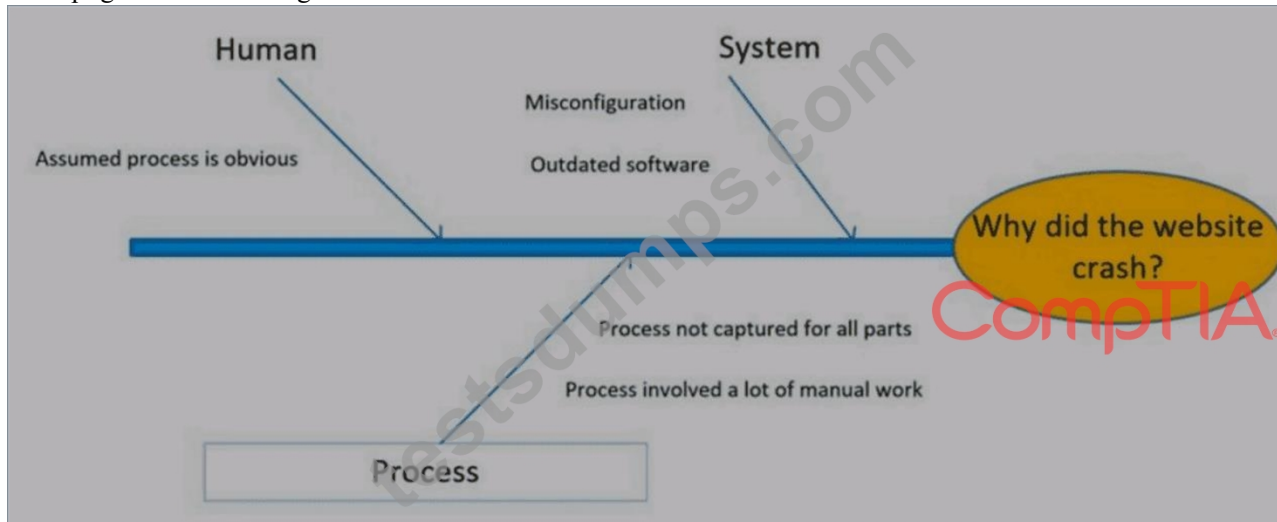 Human
System
Misconfiguration
Assumed process is obvious
Outdated software
Why did the website
crash?
CompTIA
Process not captured for all parts
Process involved a lot of manual work
Process
testsdumps.com